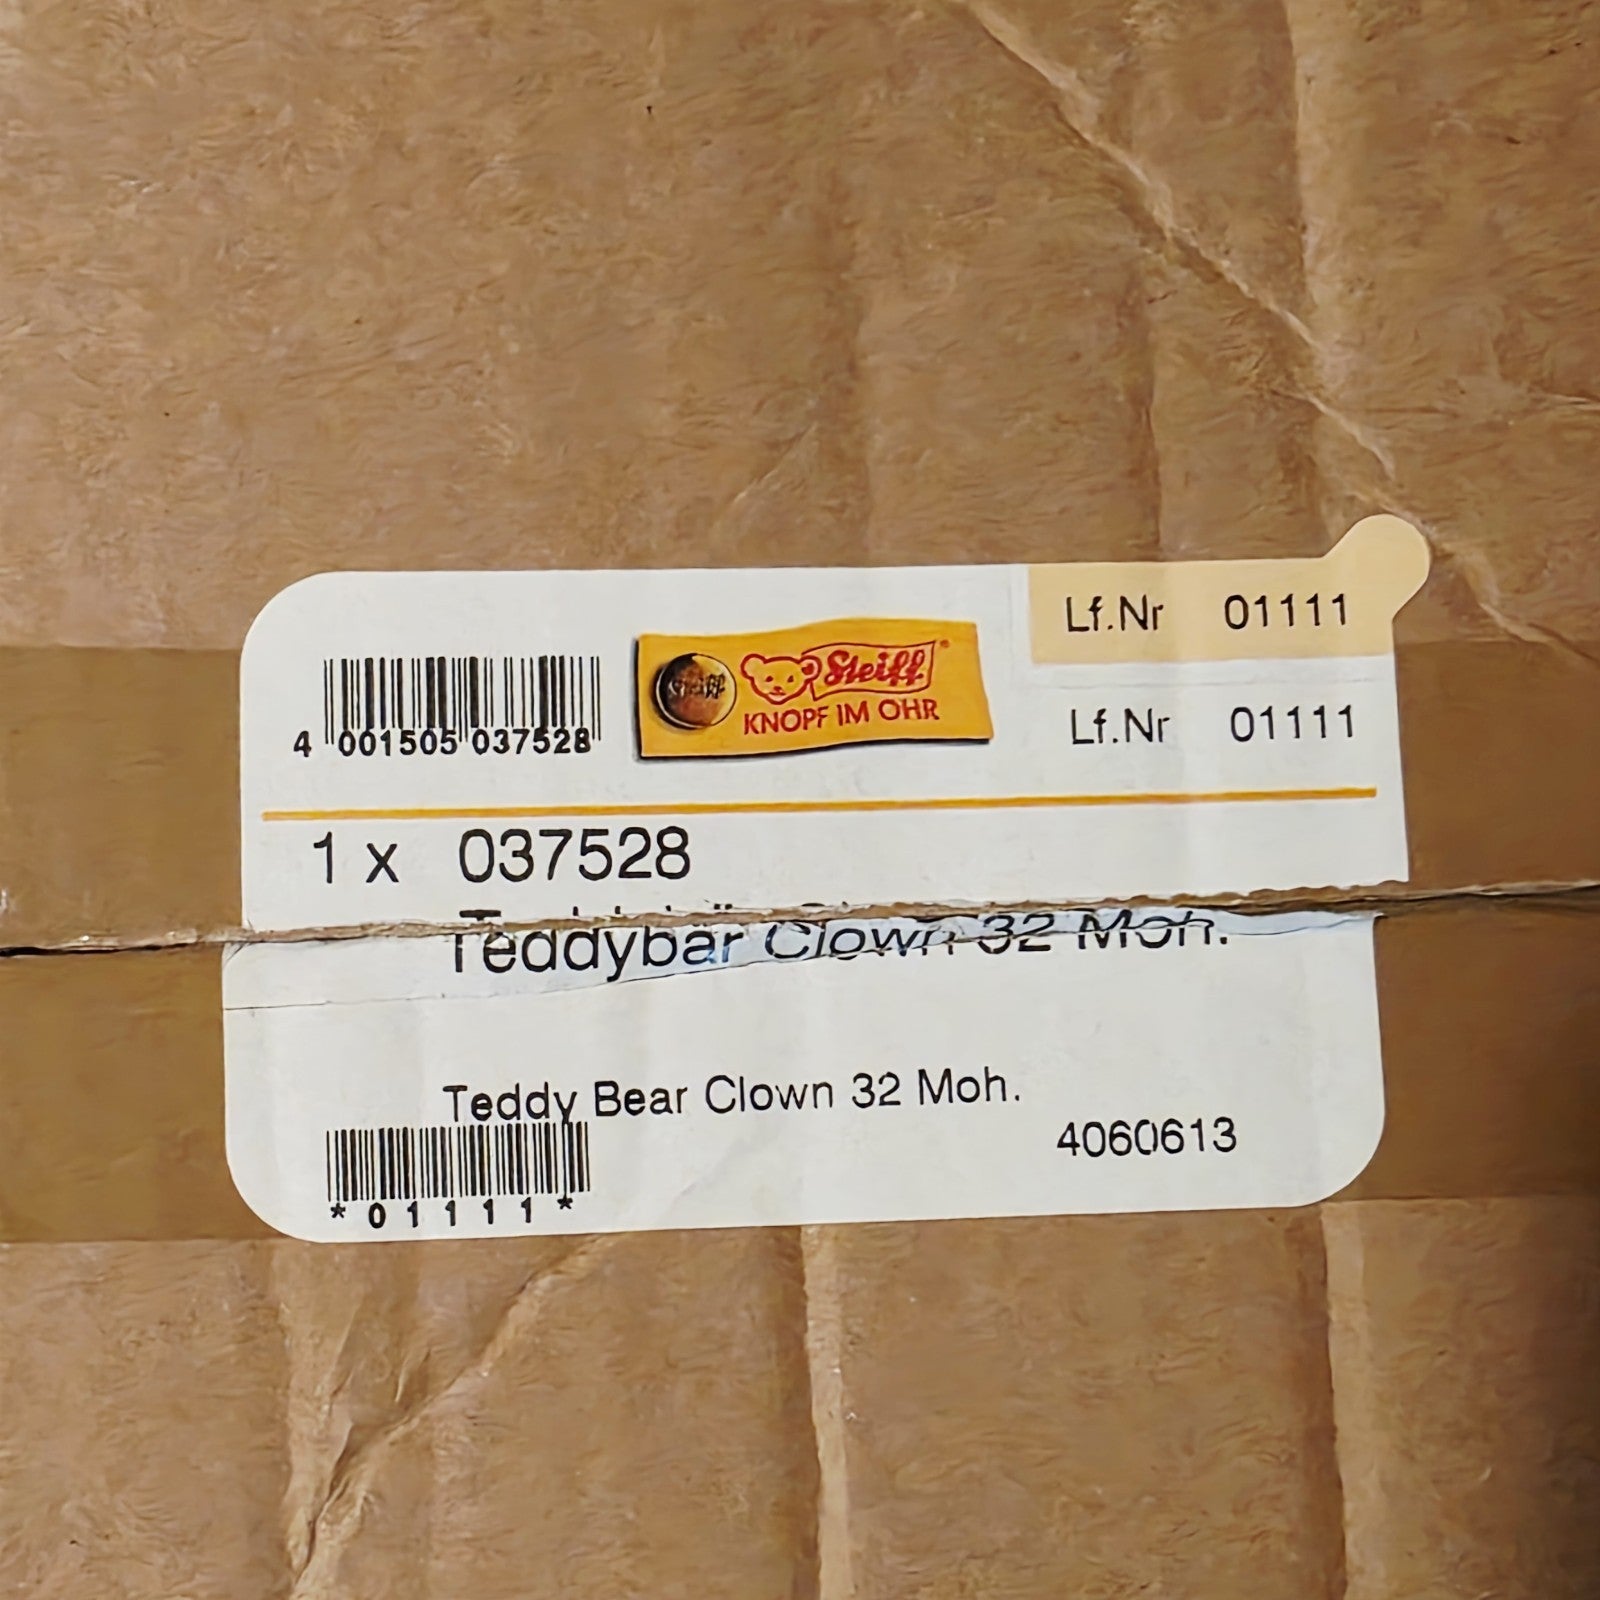 Lf.Nr 01111
Steiff
Steiff®
KNOPF IM OHR
Lf.Nr 01111
4 001505 037528
1 x 037528
Teddybär Clown 32 Moh.
Teddy Bear Clown 32 Moh.
4060613
*01111*